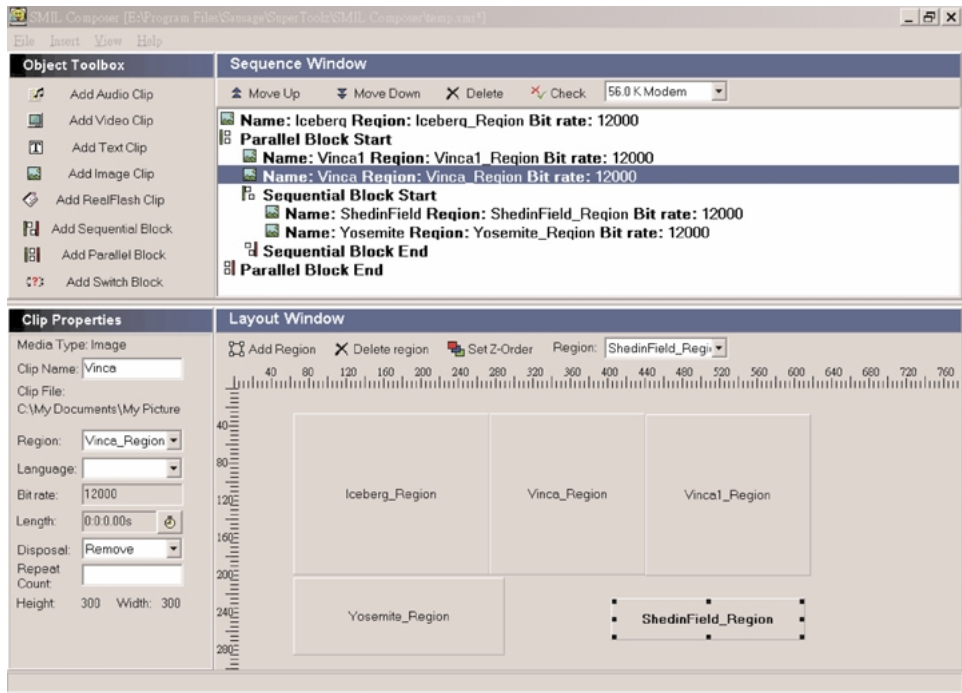 SMIL Composer [E:\Program Files\Sausage\SuperToolz\SMIL Composer\temp.smi*]
File Insert View Help
Object Toolbox
Add Audio Clip
Add Video Clip
Add Text Clip
Add Image Clip
Add RealFlash Clip
Add Sequential Block
Add Parallel Block
Add Switch Block
Sequence Window
Move Up Move Down Delete Check 56.0 K Modem
Name: Iceberg Region: Iceberg_Region Bit rate: 12000
Parallel Block Start
Name: Vinca1 Region: Vinca1_Region Bit rate: 12000
Name: Vinca Region: Vinca_Region Bit rate: 12000
Sequential Block Start
Name: ShedinField Region: ShedinField_Region Bit rate: 12000
Name: Yosemite Region: Yosemite_Region Bit rate: 12000
Sequential Block End
Parallel Block End
Clip Properties
Media Type: Image
Clip Name: Vinca
Clip File:
C:\My Documents\My Picture
Region: Vinca_Region
Language:
Bit rate: 12000
Length: 0:0:0.00s
Disposal: Remove
Repeat
Count:
Height: 300 Width: 300
Layout Window
Add Region Delete region Set Z-Order Region: ShedinField_Regi
40 80 120 160 200 240 280 320 360 400 440 480 520 560 600 640 680 720 760
40
80
120
160
200
240
280
Iceberg_Region Vinca_Region Vinca1_Region
Yosemite_Region ShedinField_Region